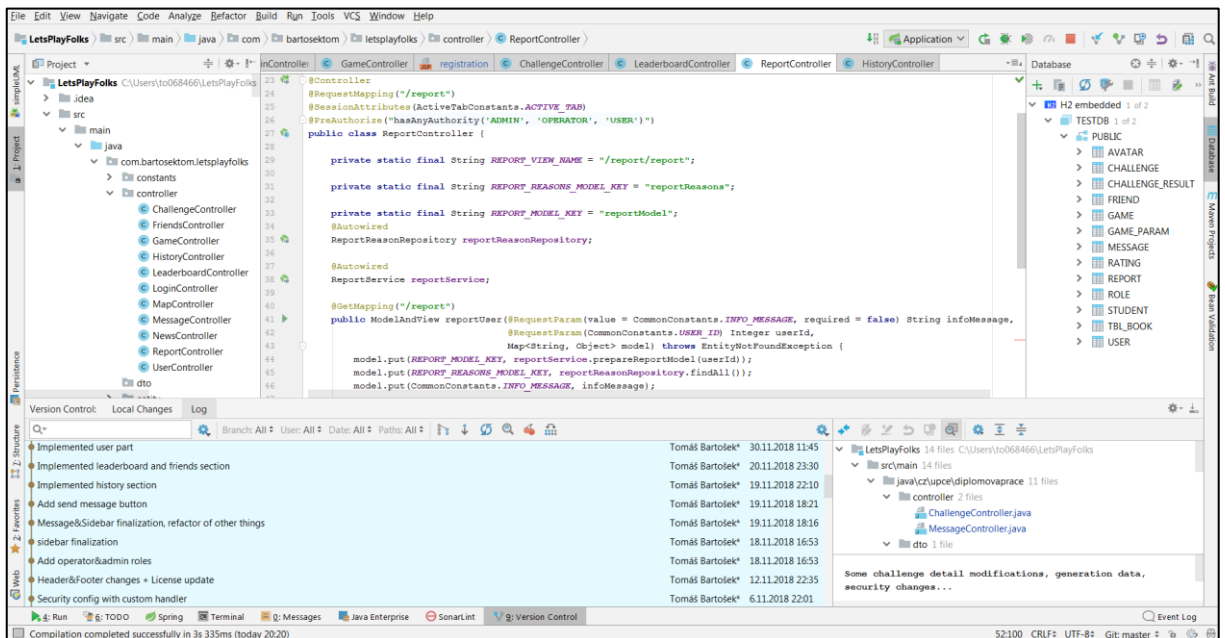 File Edit View Navigate Code Analyze Refactor Build Run Tools VCS Window Help
LetsPlayFolks src main java com bartosektom letsplayfolks controller ReportController Application
Project inController GameController registration ChallengeController LeaderboardController ReportController HistoryController Database
simpleUML
1: Project
Persistence
7: Structure
2: Favorites
Web
LetsPlayFolks C:\Users\to068466\LetsPlayFolks
.idea
src
main
java
com.bartosektom.letsplayfolks
constants
controller
ChallengeController
FriendsController
GameController
HistoryController
LeaderboardController
LoginController
MapController
MessageController
NewsController
ReportController
UserController
dto
23 @Controller
24 @RequestMapping("/report")
25 @SessionAttributes(ActiveTabConstants.ACTIVE_TAB)
26 @PreAuthorize("hasAnyAuthority('ADMIN', 'OPERATOR', 'USER')")
27 public class ReportController {
28
29 private static final String REPORT_VIEW_NAME = "/report/report";
30
31 private static final String REPORT_REASONS_MODEL_KEY = "reportReasons";
32
33 private static final String REPORT_MODEL_KEY = "reportModel";
34 @Autowired
35 ReportReasonRepository reportReasonRepository;
36
37 @Autowired
38 ReportService reportService;
39
40 @GetMapping("/report")
41 public ModelAndView reportUser(@RequestParam(value = CommonConstants.INFO_MESSAGE, required = false) String infoMessage,
42 @RequestParam(CommonConstants.USER_ID) Integer userId,
43 Map<String, Object> model) throws EntityNotFoundException {
44 model.put(REPORT_MODEL_KEY, reportService.prepareReportModel(userId));
45 model.put(REPORT_REASONS_MODEL_KEY, reportReasonRepository.findAll());
46 model.put(CommonConstants.INFO_MESSAGE, infoMessage);
H2 embedded 1 of 2
TESTDB 1 of 2
PUBLIC
AVATAR
CHALLENGE
CHALLENGE_RESULT
FRIEND
GAME
GAME_PARAM
MESSAGE
RATING
REPORT
ROLE
STUDENT
TBL_BOOK
USER
Ant Build
Database
Maven Projects
Bean Validation
Version Control: Local Changes Log
Branch: All User: All Date: All Paths: All
Implemented user part Tomáš Bartošek* 30.11.2018 11:45
Implemented leaderboard and friends section Tomáš Bartošek* 20.11.2018 23:30
Implemented history section Tomáš Bartošek* 19.11.2018 22:10
Add send message button Tomáš Bartošek* 19.11.2018 18:21
Message&Sidebar finalization, refactor of other things Tomáš Bartošek* 19.11.2018 18:16
sidebar finalization Tomáš Bartošek* 18.11.2018 16:53
Add operator&admin roles Tomáš Bartošek* 18.11.2018 16:53
Header&Footer changes + License update Tomáš Bartošek* 12.11.2018 22:35
Security config with custom handler Tomáš Bartošek* 6.11.2018 22:01
LetsPlayFolks 14 files C:\Users\to068466\LetsPlayFolks
src\main 14 files
java\cz\upce\diplomovaprace 11 files
controller 2 files
ChallengeController.java
MessageController.java
dto 1 file
Some challenge detail modifications, generation data,
security changes...
4: Run 6: TODO Spring Terminal 0: Messages Java Enterprise SonarLint 9: Version Control Event Log
Compilation completed successfully in 3s 335ms (today 20:20) 52:100 CRLF UTF-8 Git: master